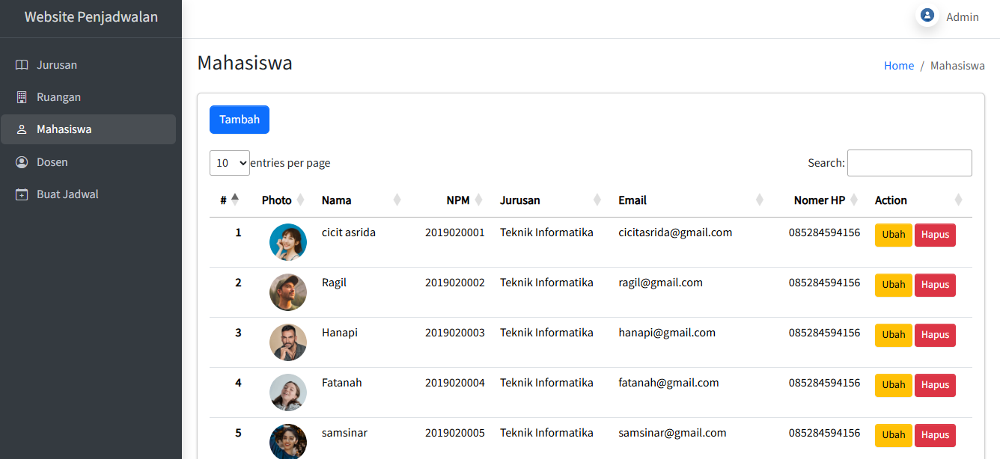 Website Penjadwalan
Admin
Jurusan
Ruangan
Mahasiswa
Dosen
Buat Jadwal
Mahasiswa
Home / Mahasiswa
Tambah
10 entries per page
Search:
# Photo Nama NPM Jurusan Email Nomer HP Action
1 cicit asrida 2019020001 Teknik Informatika cicitasrida@gmail.com 085284594156 Ubah Hapus
2 Ragil 2019020002 Teknik Informatika ragil@gmail.com 085284594156 Ubah Hapus
3 Hanapi 2019020003 Teknik Informatika hanapi@gmail.com 085284594156 Ubah Hapus
4 Fatanah 2019020004 Teknik Informatika fatanah@gmail.com 085284594156 Ubah Hapus
5 samsinar 2019020005 Teknik Informatika samsinar@gmail.com 085284594156 Ubah Hapus